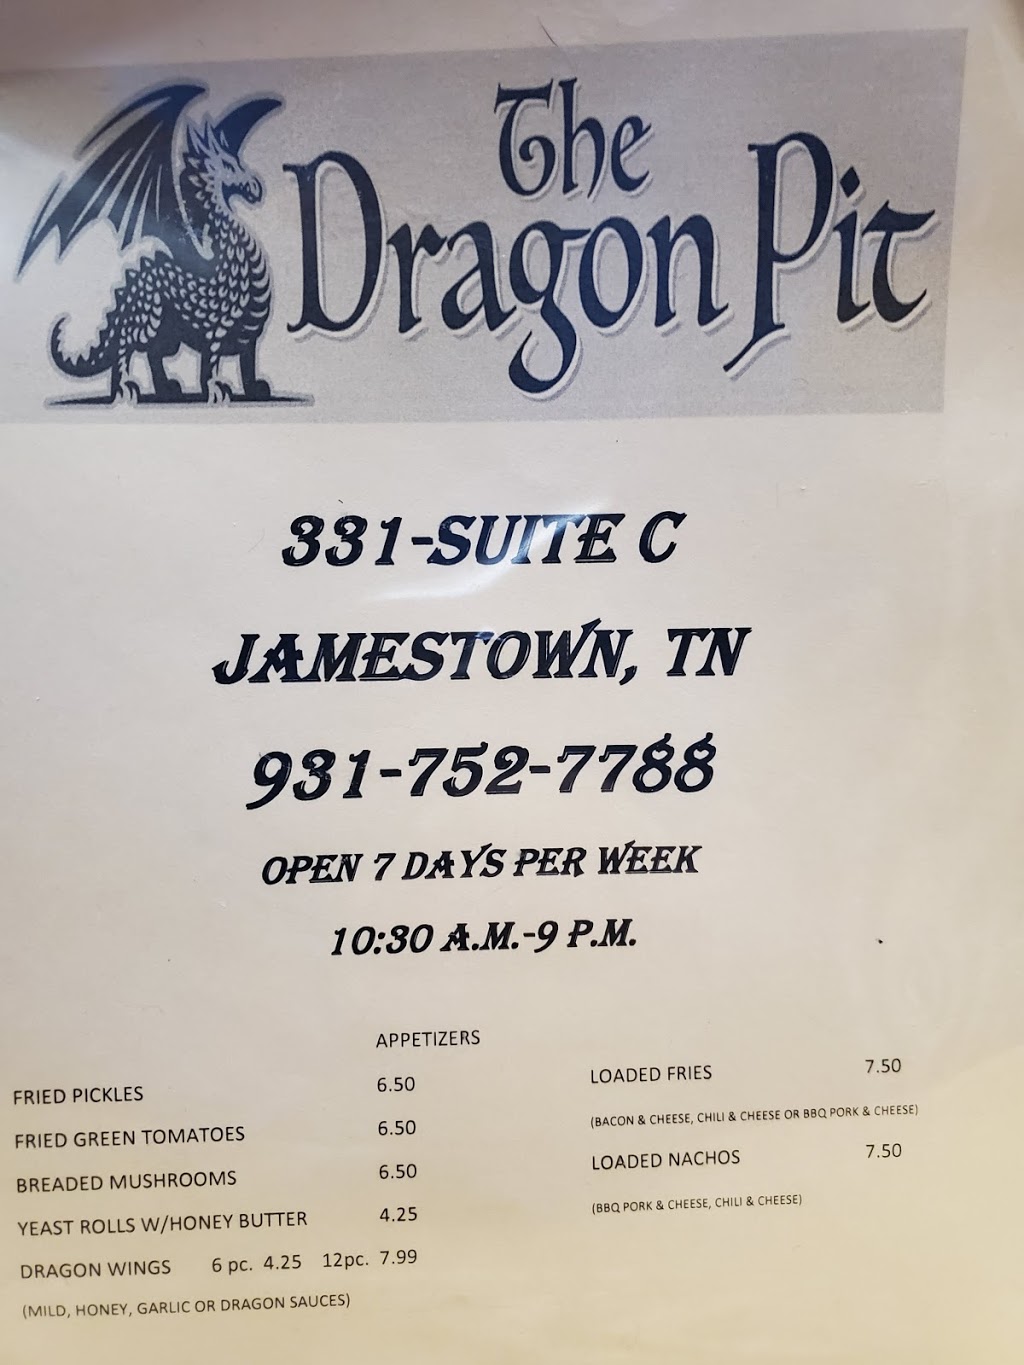 The
Dragon Pit
331-SUITE C
JAMESTOWN, TN
931-752-7788
OPEN 7 DAYS PER WEEK
10:30 A.M.-9 P.M.
APPETIZERS
FRIED PICKLES 6.50
FRIED GREEN TOMATOES 6.50
BREADED MUSHROOMS 6.50
YEAST ROLLS W/HONEY BUTTER 4.25
DRAGON WINGS 6 pc. 4.25 12pc. 7.99
(MILD, HONEY, GARLIC OR DRAGON SAUCES)
LOADED FRIES 7.50
(BACON & CHEESE, CHILI & CHEESE OR BBQ PORK & CHEESE)
LOADED NACHOS 7.50
(BBQ PORK & CHEESE, CHILI & CHEESE)